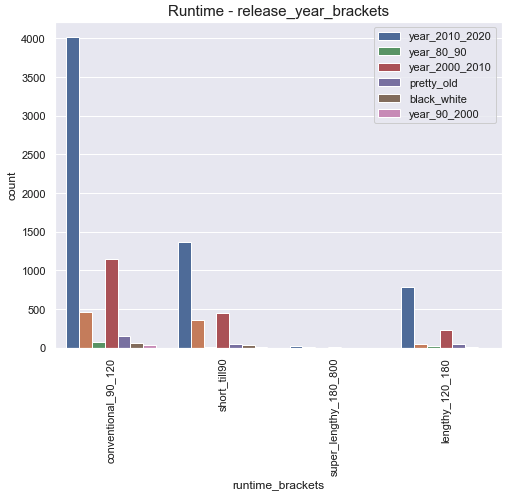 Runtime - release_year_brackets
year_2010_2020
year_80_90
year_2000_2010
pretty_old
black_white
year_90_2000
count
4000
3500
3000
2500
2000
1500
1000
500
0
conventional_90_120
short_till90
super_lengthy_180_800
lengthy_120_180
runtime_brackets